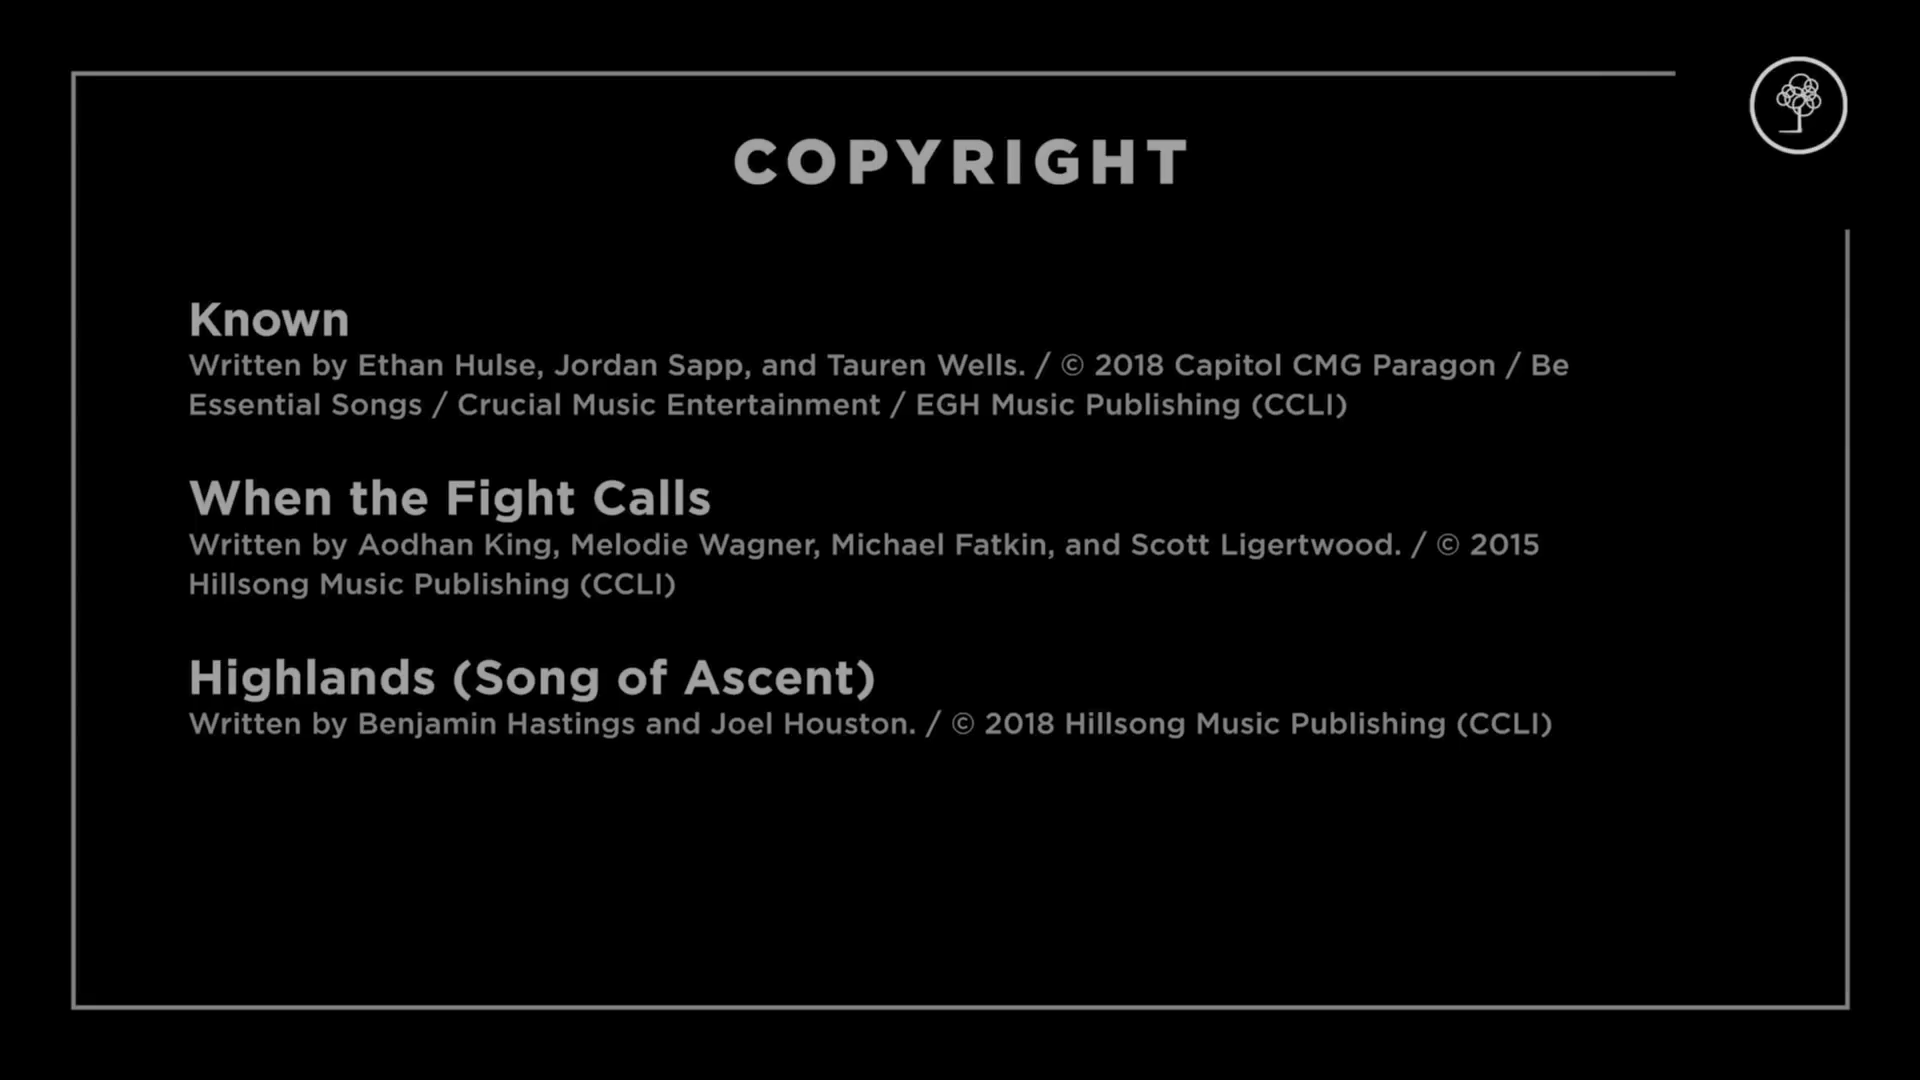 COPYRIGHT
Known
Written by Ethan Hulse, Jordan Sapp, and Tauren Wells. / © 2018 Capitol CMG Paragon / Be
Essential Songs / Crucial Music Entertainment / EGH Music Publishing (CCLI)
When the Fight Calls
Written by Aodhan King, Melodie Wagner, Michael Fatkin, and Scott Ligertwood. / © 2015
Hillsong Music Publishing (CCLI)
Highlands (Song of Ascent)
Written by Benjamin Hastings and Joel Houston. / © 2018 Hillsong Music Publishing (CCLI)